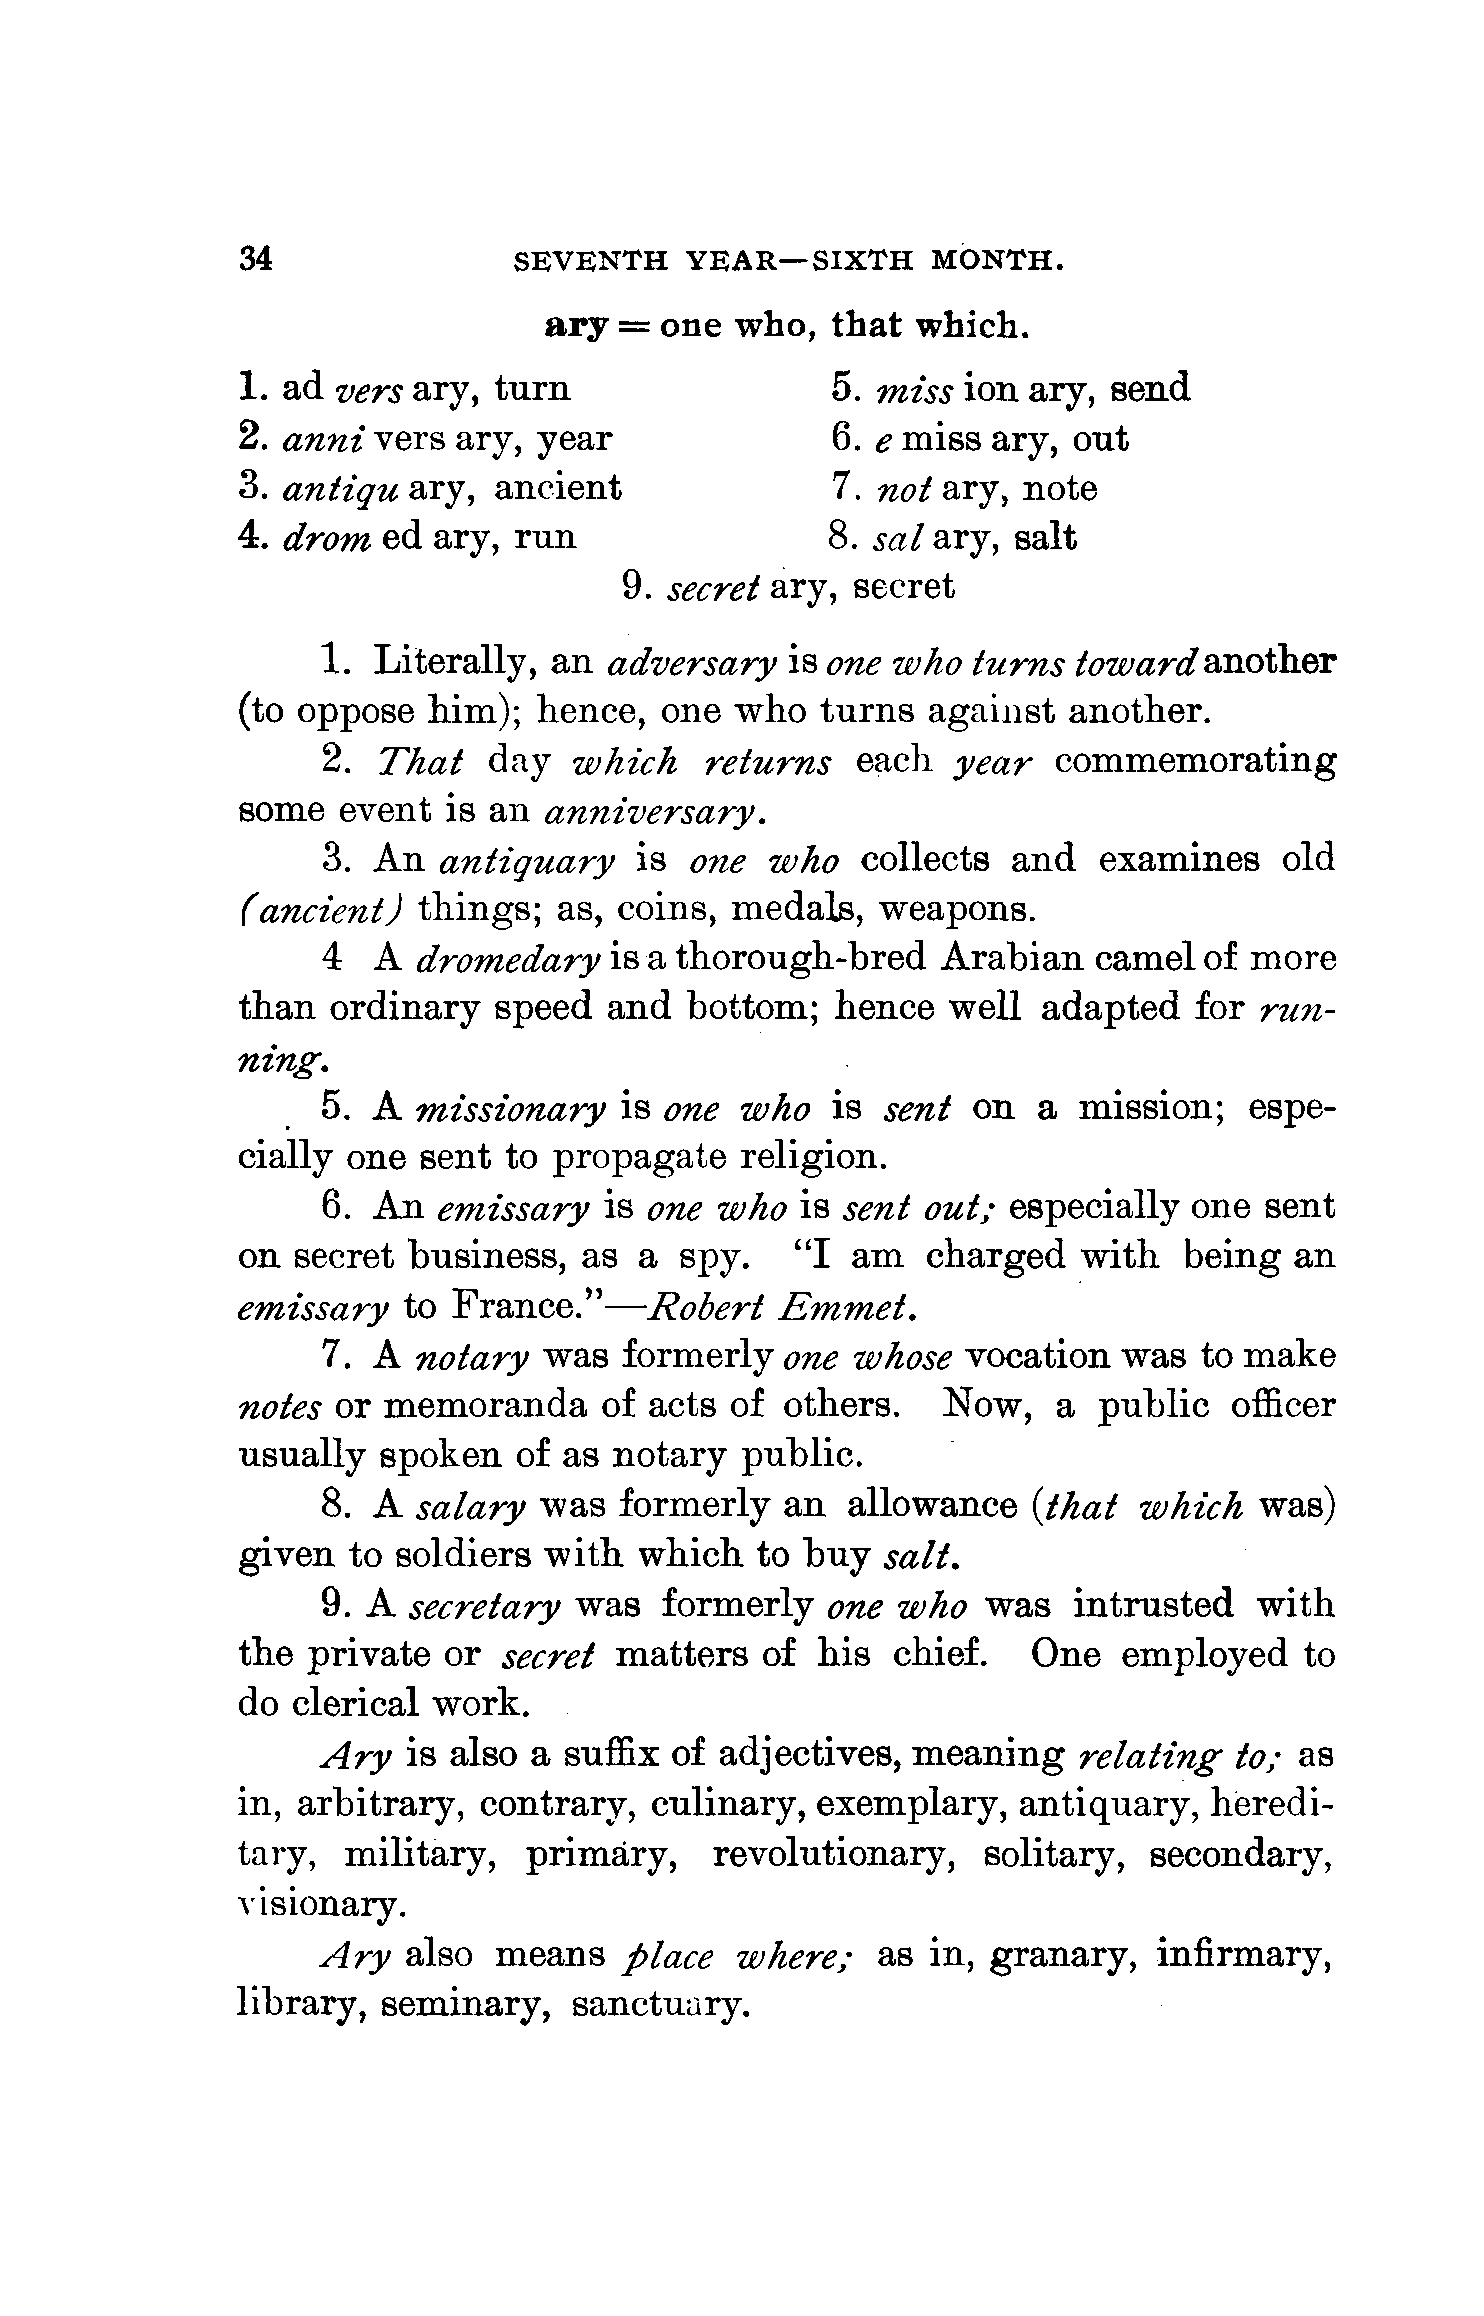 34 SEVENTH YEAR—SIXTH MONTH.
ary = one who, that which.
1. ad vers ary, turn
2. anni vers ary, year
3. antiqu ary, ancient
4. drom ed ary, run
5. miss ion ary, send
6. e miss ary, out
7. not ary, note
8. sal ary, salt
9. secret ary, secret
1. Literally, an adversary is one who turns toward another
(to oppose him); hence, one who turns against another.
2. That day which returns each year commemorating
some event is an anniversary.
3. An antiquary is one who collects and examines old
(ancient) things; as, coins, medals, weapons.
4 A dromedary is a thorough-bred Arabian camel of more
than ordinary speed and bottom; hence well adapted for run-
ning.
5. A missionary is one who is sent on a mission; espe-
cially one sent to propagate religion.
6. An emissary is one who is sent out; especially one sent
on secret business, as a spy. "I am charged with being an
emissary to France."—Robert Emmet.
7. A notary was formerly one whose vocation was to make
notes or memoranda of acts of others. Now, a public officer
usually spoken of as notary public.
8. A salary was formerly an allowance (that which was)
given to soldiers with which to buy salt.
9. A secretary was formerly one who was intrusted with
the private or secret matters of his chief. One employed to
do clerical work.
Ary is also a suffix of adjectives, meaning relating to; as
in, arbitrary, contrary, culinary, exemplary, antiquary, heredi-
tary, military, primary, revolutionary, solitary, secondary,
visionary.
Ary also means place where; as in, granary, infirmary,
library, seminary, sanctuary.